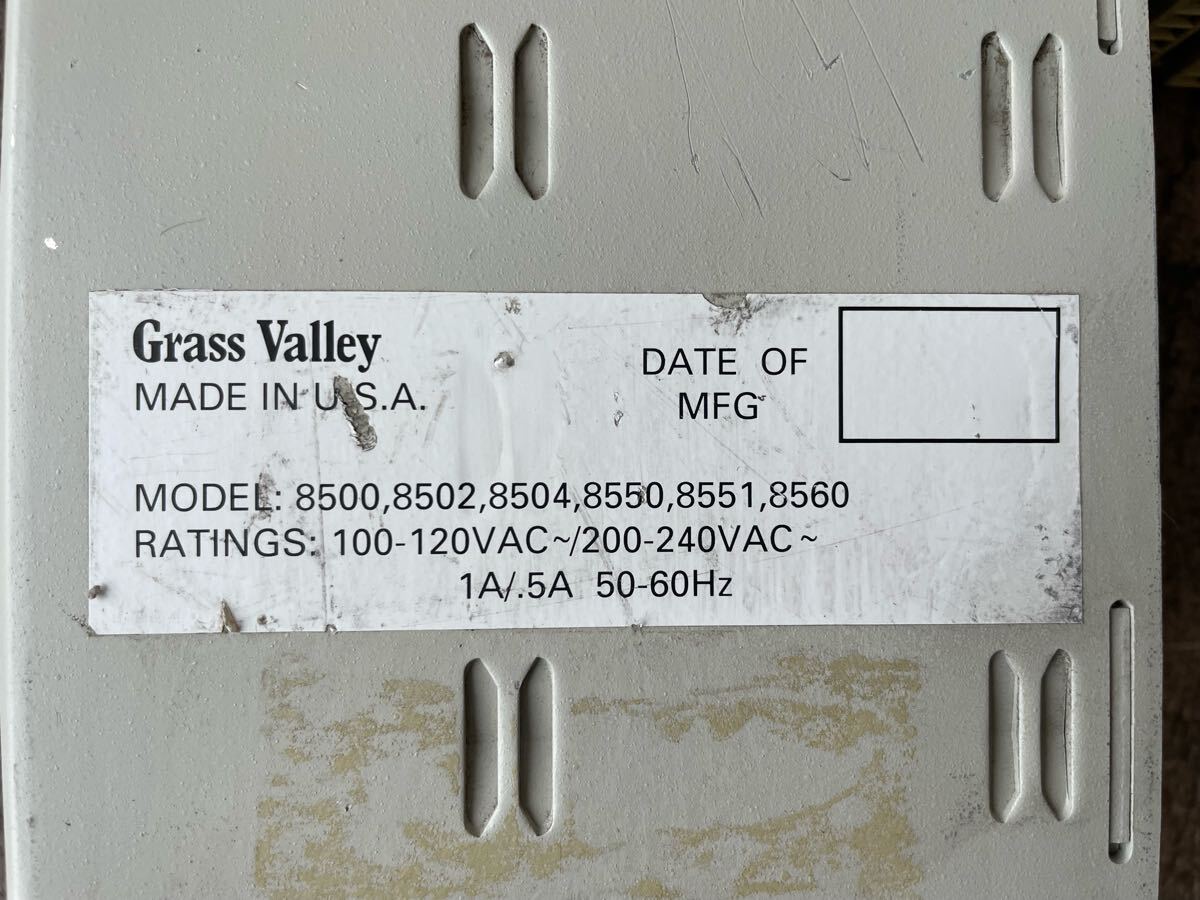 Grass Valley
MADE IN U.S.A.
DATE OF
MFG
MODEL: 8500,8502,8504,8550,8551,8560
RATINGS: 100-120VAC~/200-240VAC~
1A/.5A 50-60Hz